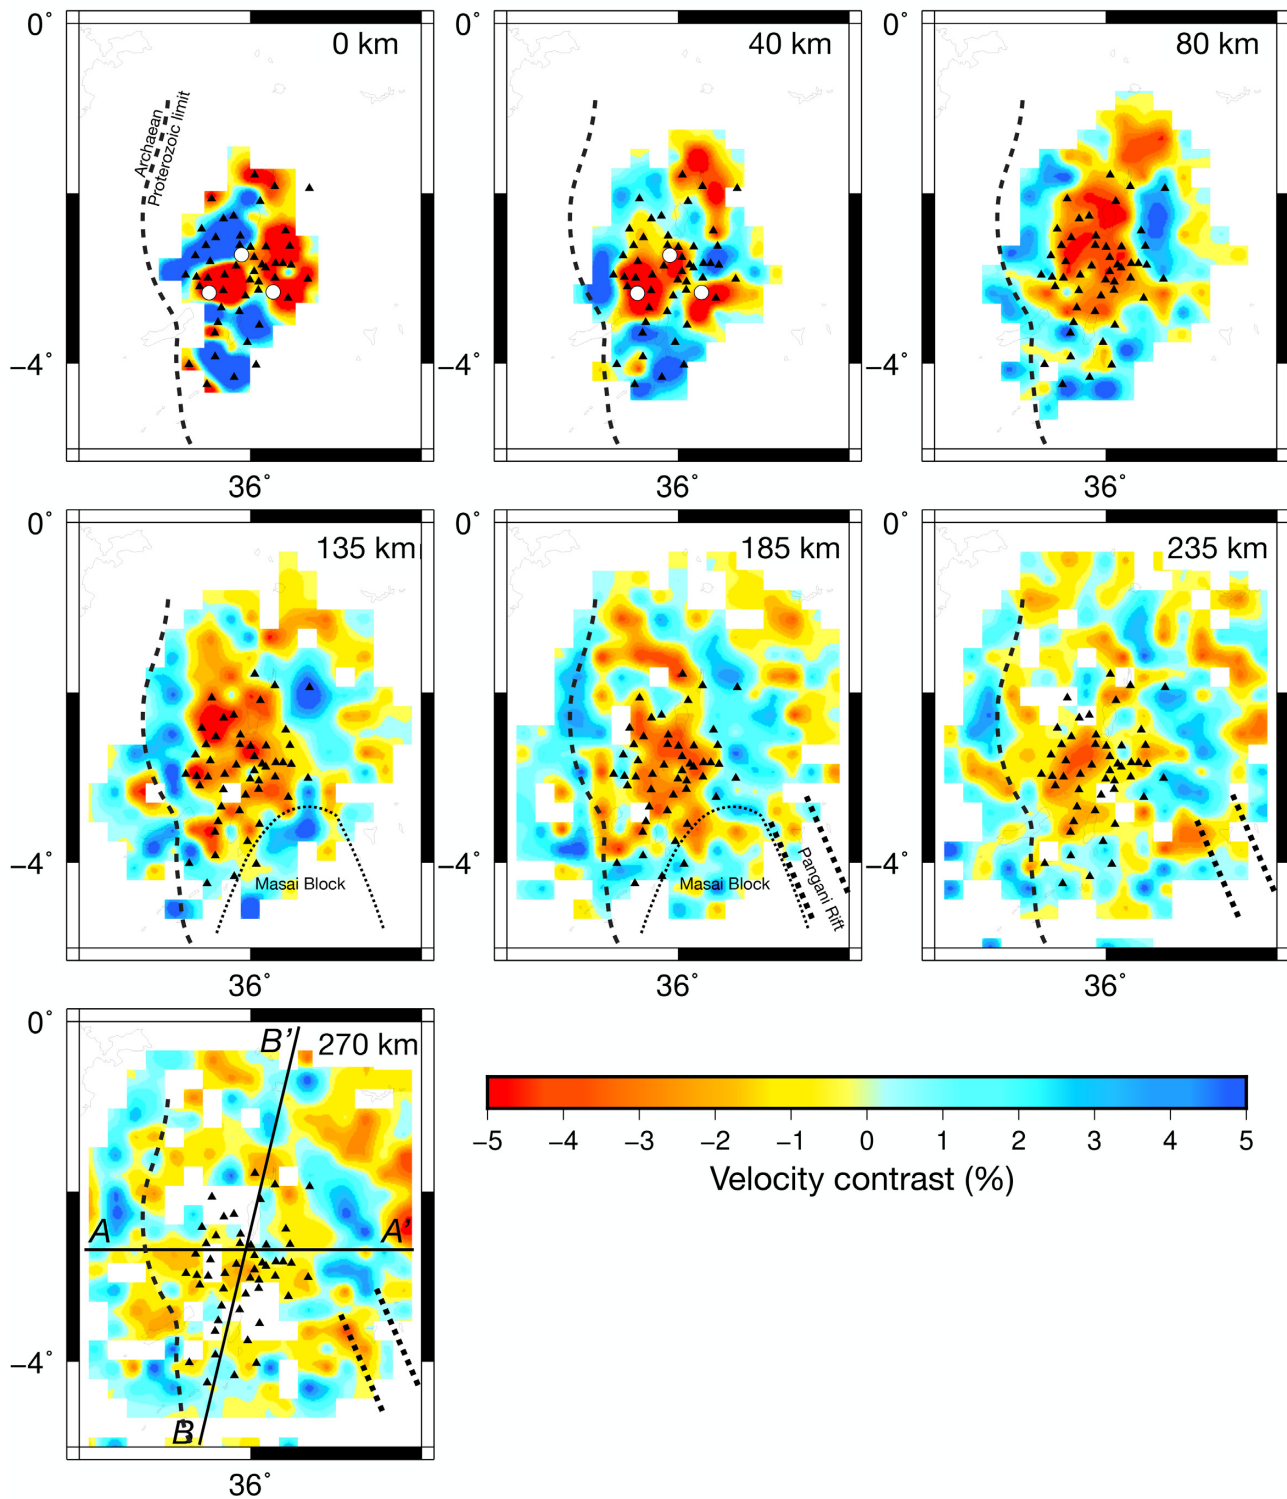 0°
0 km
Archaean
Proterozoic limit
−4°
36°
0°
40 km
−4°
36°
0°
80 km
−4°
36°
0°
135 km
−4°
Masai Block
36°
0°
185 km
−4°
Masai Block
Pangani Rift
36°
0°
235 km
−4°
36°
0°
B'
270 km
A
A'
−4°
B
36°
−5 −4 −3 −2 −1 0 1 2 3 4 5
Velocity contrast (%)